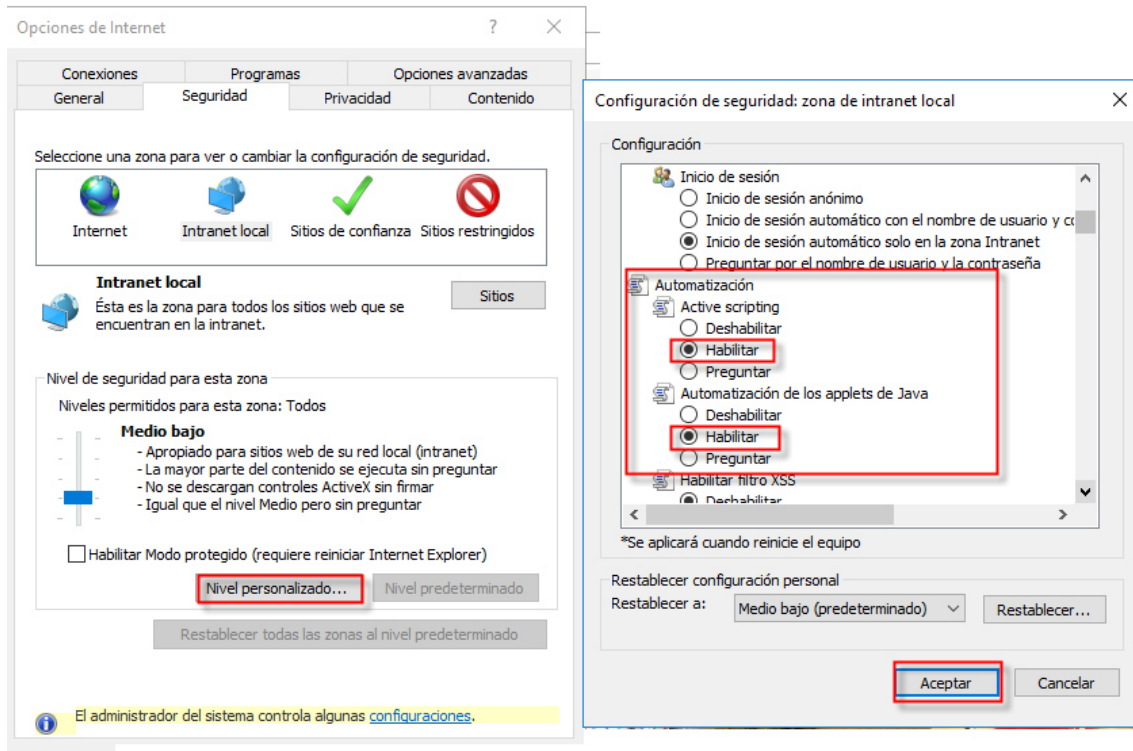 Opciones de Internet
?
Conexiones
Programas
Opciones avanzadas
General
Seguridad
Privacidad
Contenido
Seleccione una zona para ver o cambiar la configuración de seguridad.
Internet
Intranet local
Sitios de confianza
Sitios restringidos
Intranet local
Ésta es la zona para todos los sitios web que se
encuentran en la intranet.
Sitios
Nivel de seguridad para esta zona
Niveles permitidos para esta zona: Todos
Medio bajo
- Apropiado para sitios web de su red local (intranet)
- La mayor parte del contenido se ejecuta sin preguntar
- No se descargan controles ActiveX sin firmar
- Igual que el nivel Medio pero sin preguntar
Habilitar Modo protegido (requiere reiniciar Internet Explorer)
Nivel personalizado...
Nivel predeterminado
Restablecer todas las zonas al nivel predeterminado
El administrador del sistema controla algunas configuraciones.
Configuración de seguridad: zona de intranet local
Configuración
Inicio de sesión
Inicio de sesión anónimo
Inicio de sesión automático con el nombre de usuario y
Inicio de sesión automático solo en la zona Intranet
Preguntar por el nombre de usuario y la contraseña
Automatización
Active scripting
Deshabilitar
Habilitar
Preguntar
Automatización de los applets de Java
Deshabilitar
Habilitar
Preguntar
Habilitar filtro XSS
Deshabilitar
*Se aplicará cuando reinicie el equipo
Restablecer configuración personal
Restablecer a:
Medio bajo (predeterminado)
Restablecer...
Aceptar
Cancelar